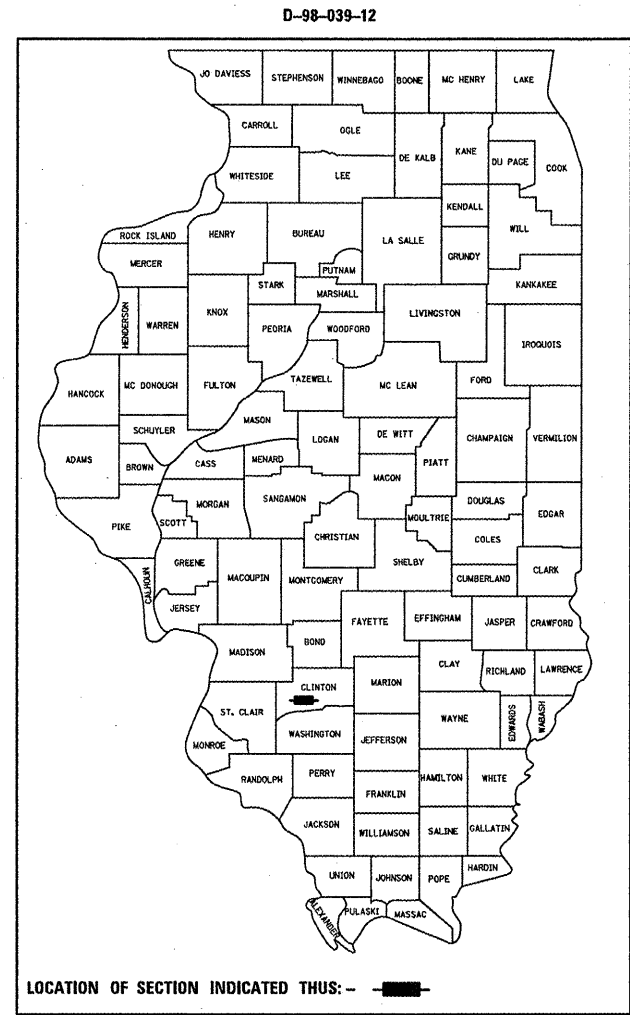 D-98-039-12
JO DAVIESS STEPHENSON WINNEBAGO BOONE MC HENRY LAKE
CARROLL OGLE DE KALB KANE DU PAGE COOK
WHITESIDE LEE
KENDALL WILL
ROCK ISLAND HENRY BUREAU LA SALLE GRUNDY
MERCER PUTNAM
STARK MARSHALL KANKAKEE
HENDERSON WARREN KNOX PEORIA WOODFORD LIVINGSTON IROQUOIS
HANCOCK MC DONOUGH FULTON TAZEWELL MC LEAN FORD
MASON
SCHUYLER LOGAN DE WITT CHAMPAIGN VERMILION
ADAMS BROWN CASS MENARD MACON PIATT
MORGAN SANGAMON DOUGLAS EDGAR
PIKE SCOTT MOULTRIE
CHRISTIAN COLES
GREENE MACOUPIN MONTGOMERY SHELBY CLARK
CALHOUN CUMBERLAND
JERSEY FAYETTE EFFINGHAM JASPER CRAWFORD
MADISON BOND
CLAY RICHLAND LAWRENCE
CLINTON MARION
ST. CLAIR WAYNE EDWARDS WABASH
WASHINGTON JEFFERSON
MONROE
RANDOLPH PERRY HAMILTON WHITE
FRANKLIN
JACKSON WILLIAMSON SALINE GALLATIN
UNION JOHNSON POPE HARDIN
ALEXANDER PULASKI MASSAC
LOCATION OF SECTION INDICATED THUS: -